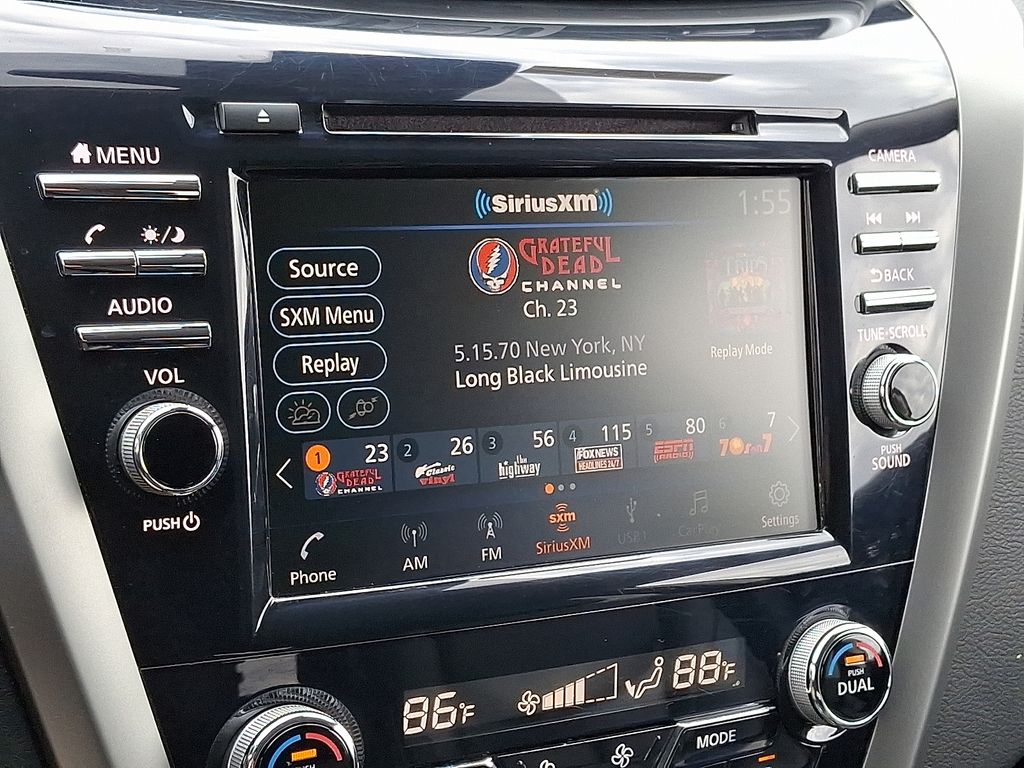 MENU
CAMERA
SiriusXM
1:55
Source
GRATEFUL
DEAD
CHANNEL
Ch. 23
SXM Menu
Replay
5.15.70 New York, NY
Long Black Limousine
Replay Mode
BACK
TUNE·SCROLL
PUSH
SOUND
AUDIO
VOL
PUSH
1 23
GRATEFUL
DEAD
CHANNEL
2 26
Classic
vinyl
3 56
the
highway
4 115
FOX NEWS
HEADLINES 24/7
5 80
ESPN
RADIO
6 7
70s on 7
Phone
AM
FM
sxm
SiriusXM
USB1
Settings
86°F
88°F
PUSH
DUAL
MODE
PUSH